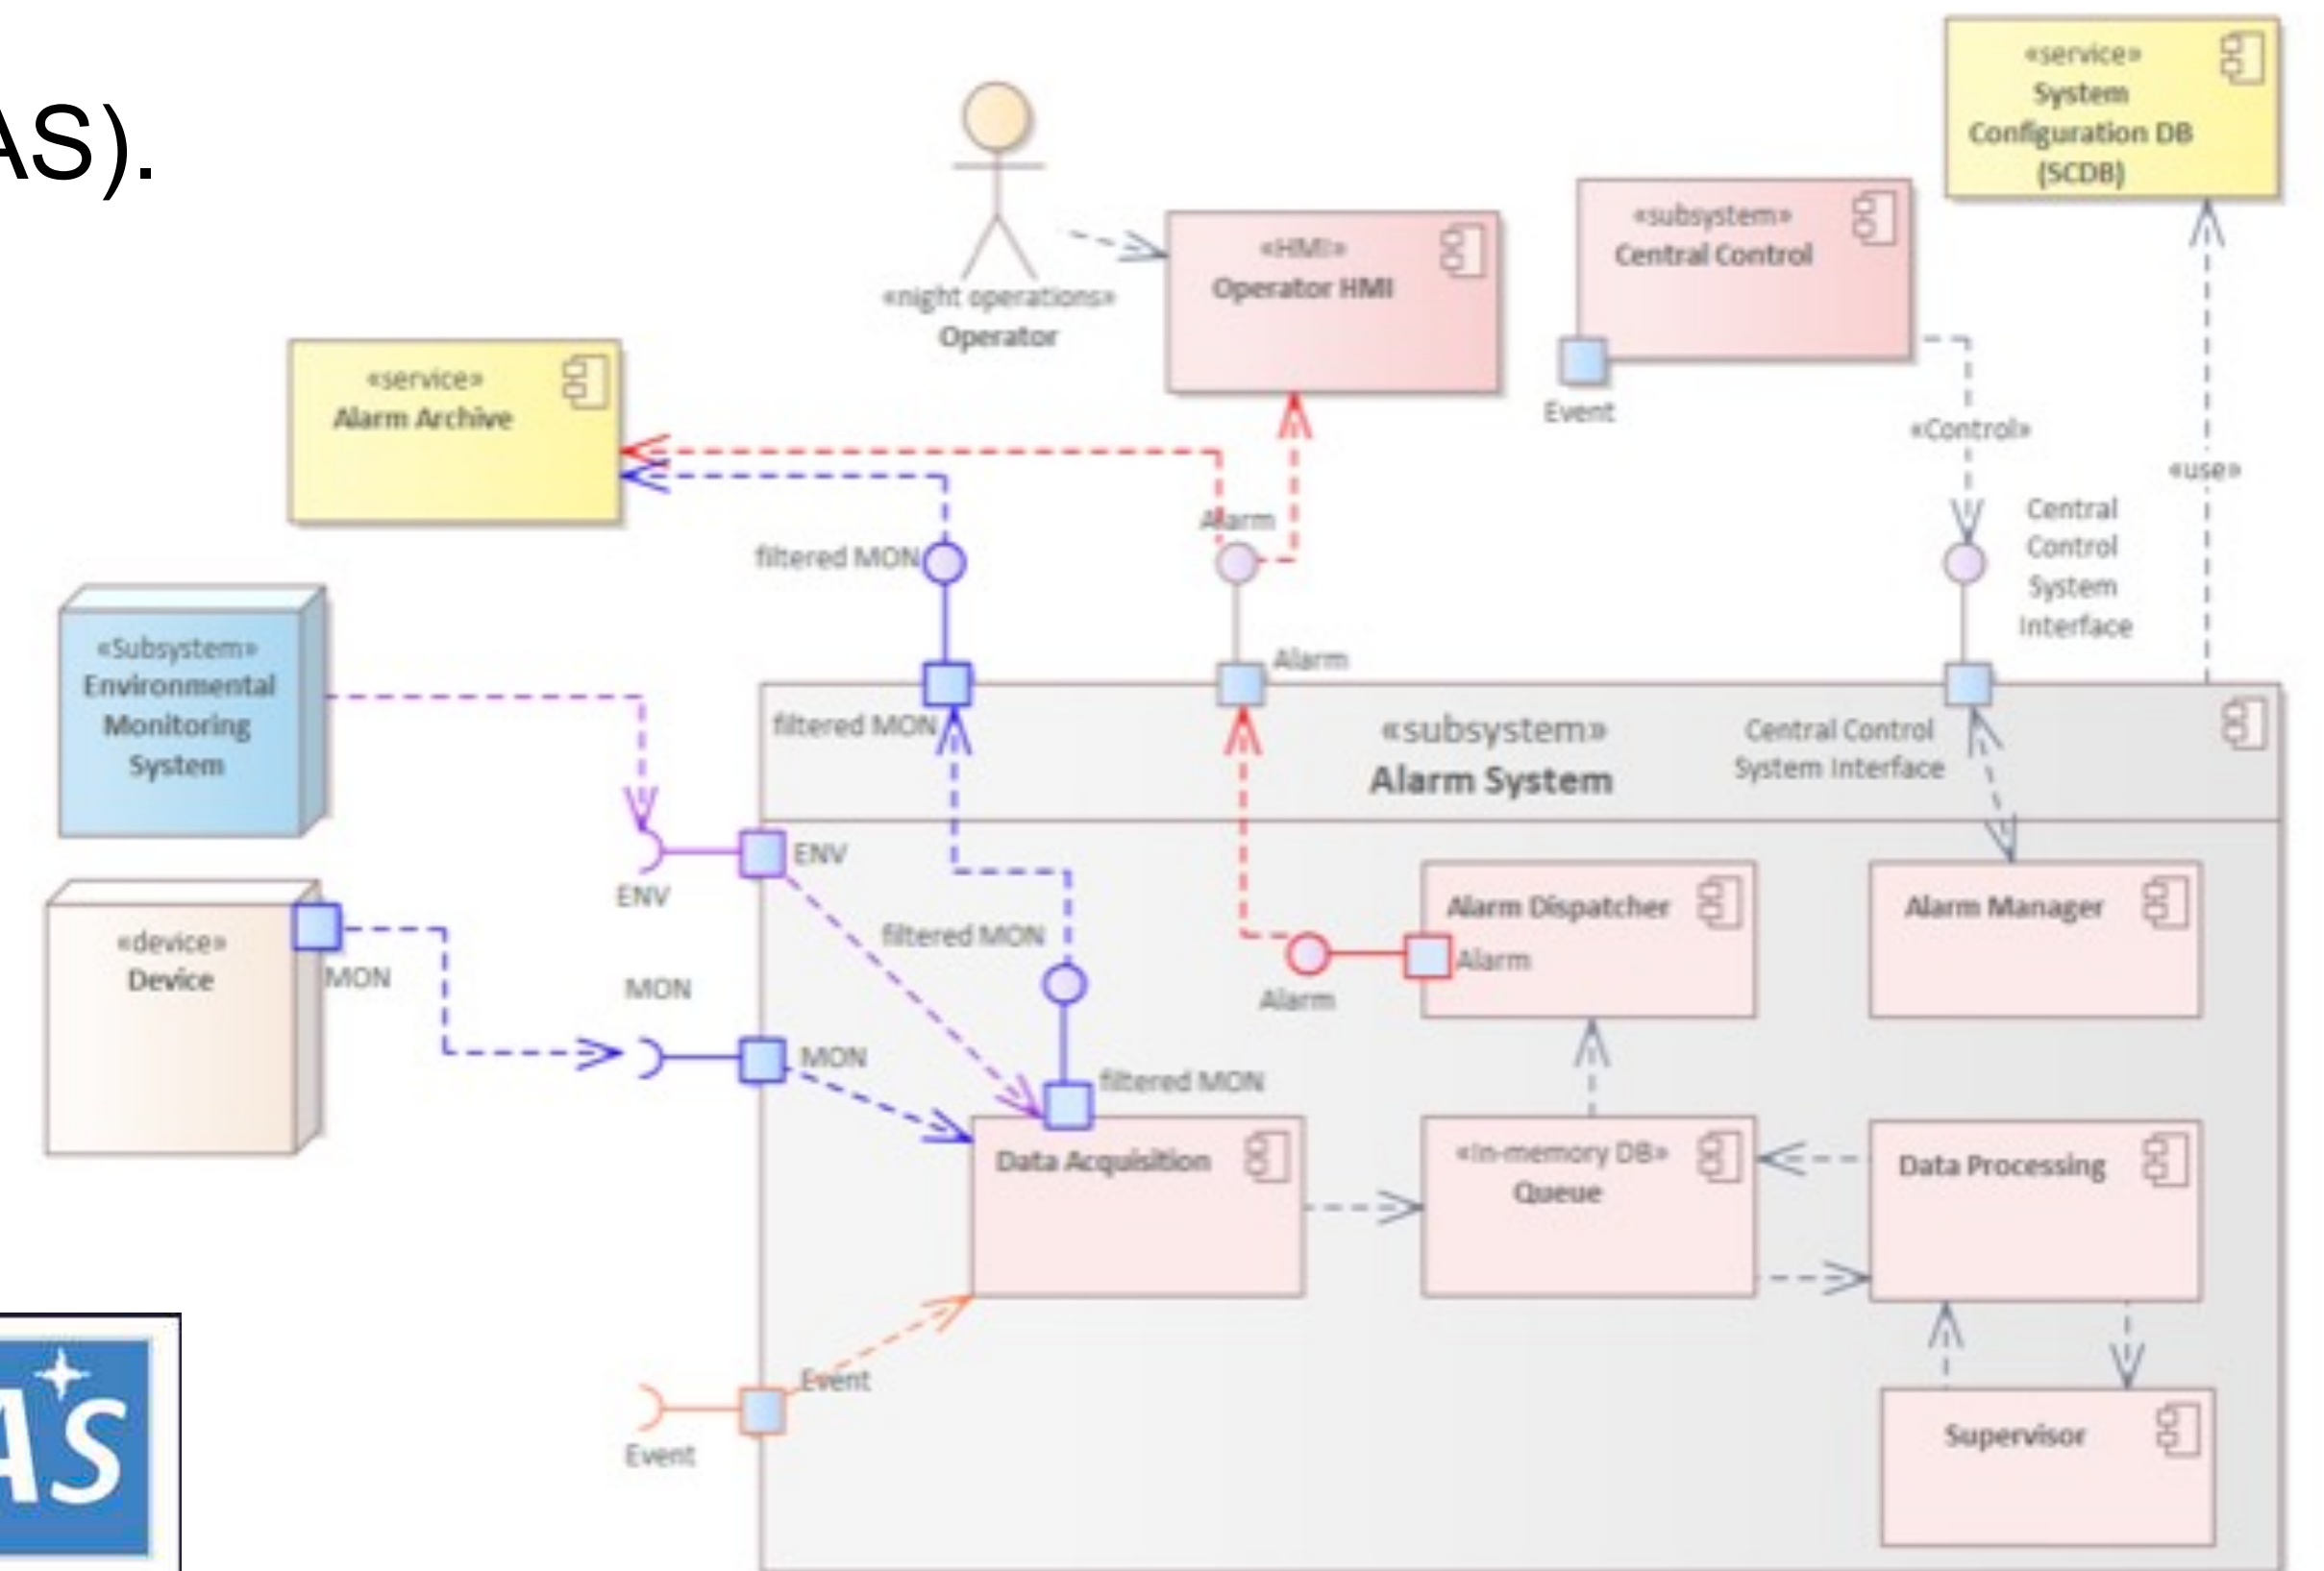 AS).
«service»
System
Configuration DB
(SCDB)
«subsystem»
Central Control
«HMI»
Operator HMI
«night operations»
Operator
«service»
Alarm Archive
Event
«Control»
«use»
Central
Control
System
Interface
Alarm
filtered MON
«Subsystem»
Environmental
Monitoring
System
Alarm
filtered MON
«subsystem»
Alarm System
Central Control
System Interface
ENV
ENV
«device»
Device
MON
MON
MON
filtered MON
filtered MON
Alarm Dispatcher
Alarm
Alarm
Alarm Manager
Data Acquisition
«In-memory DB»
Queue
Data Processing
Event
Event
Supervisor
AS